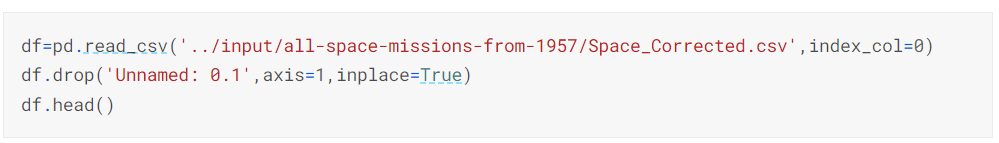 df=pd.read_csv('../input/all-space-missions-from-1957/Space_Corrected.csv',index_col=0)
df.drop('Unnamed: 0.1',axis=1,inplace=True)
df.head()